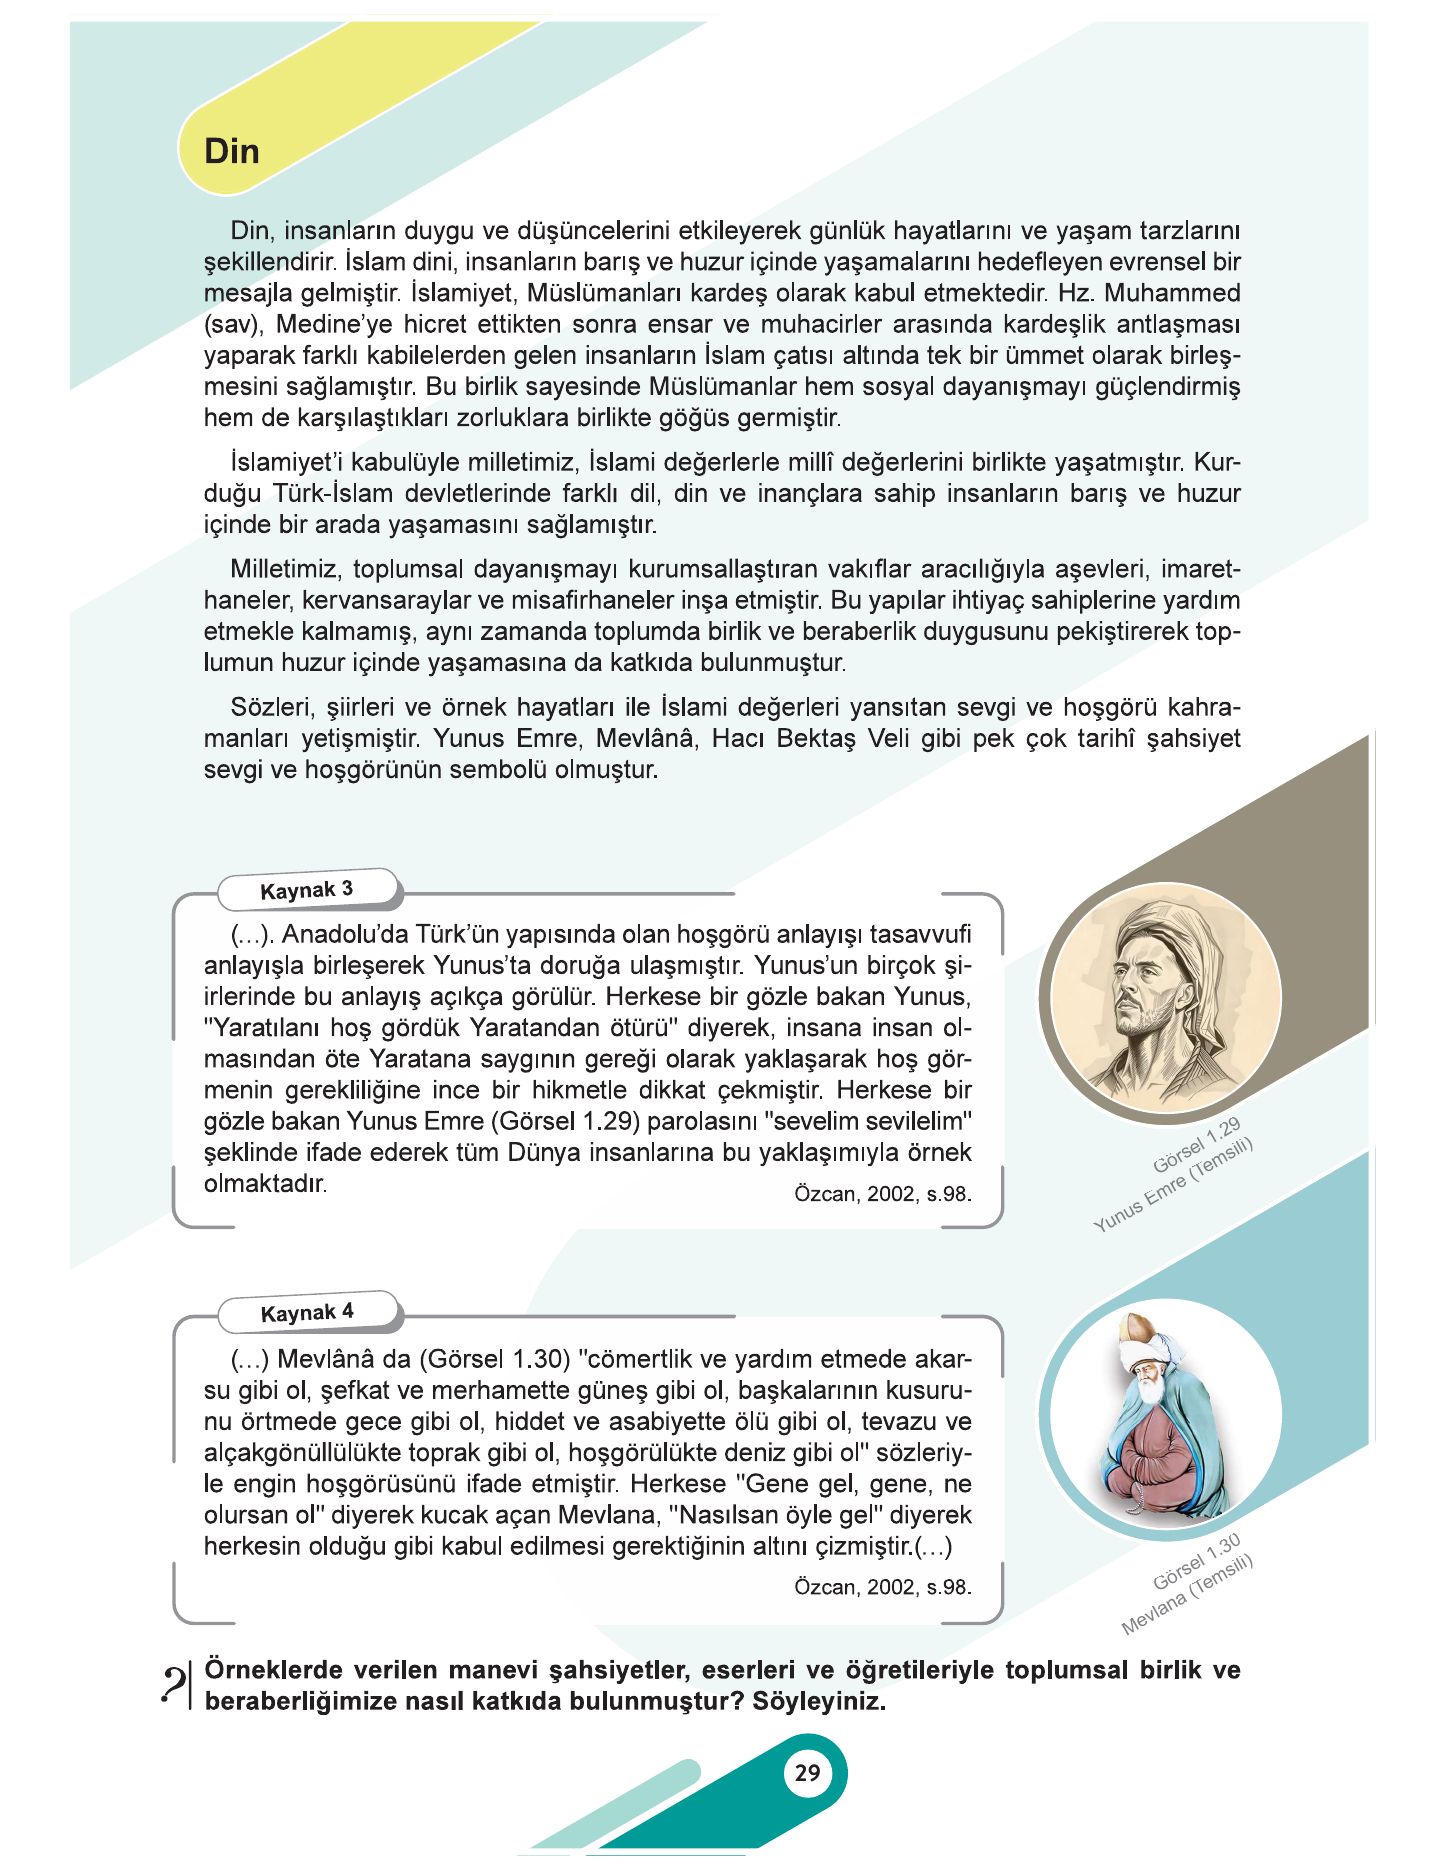 Din
Din, insanların duygu ve düşüncelerini etkileyerek günlük hayatlarını ve yaşam tarzlarını
şekillendirir. İslam dini, insanların barış ve huzur içinde yaşamalarını hedefleyen evrensel bir
mesajla gelmiştir. İslamiyet, Müslümanları kardeş olarak kabul etmektedir. Hz. Muhammed
(sav), Medine’ye hicret ettikten sonra ensar ve muhacirler arasında kardeşlik antlaşması
yaparak farklı kabilelerden gelen insanların İslam çatısı altında tek bir ümmet olarak birleş-
mesini sağlamıştır. Bu birlik sayesinde Müslümanlar hem sosyal dayanışmayı güçlendirmiş
hem de karşılaştıkları zorluklara birlikte göğüs germiştir.
İslamiyet’i kabulüyle milletimiz, İslami değerlerle millî değerlerini birlikte yaşatmıştır. Kur-
duğu Türk-İslam devletlerinde farklı dil, din ve inançlara sahip insanların barış ve huzur
içinde bir arada yaşamasını sağlamıştır.
Milletimiz, toplumsal dayanışmayı kurumsallaştıran vakıflar aracılığıyla aşevleri, imaret-
haneler, kervansaraylar ve misafirhaneler inşa etmiştir. Bu yapılar ihtiyaç sahiplerine yardım
etmekle kalmamış, aynı zamanda toplumda birlik ve beraberlik duygusunu pekiştirerek top-
lumun huzur içinde yaşamasına da katkıda bulunmuştur.
Sözleri, şiirleri ve örnek hayatları ile İslami değerleri yansıtan sevgi ve hoşgörü kahra-
manları yetişmiştir. Yunus Emre, Mevlânâ, Hacı Bektaş Veli gibi pek çok tarihî şahsiyet
sevgi ve hoşgörünün sembolü olmuştur.
Kaynak 3
(…). Anadolu’da Türk’ün yapısında olan hoşgörü anlayışı tasavvufi
anlayışla birleşerek Yunus’ta doruğa ulaşmıştır. Yunus’un birçok şi-
irlerinde bu anlayış açıkça görülür. Herkese bir gözle bakan Yunus,
"Yaratılanı hoş gördük Yaratandan ötürü" diyerek, insana insan ol-
masından öte Yaratana saygının gereği olarak yaklaşarak hoş gör-
menin gerekliliğine ince bir hikmetle dikkat çekmiştir. Herkese bir
gözle bakan Yunus Emre (Görsel 1.29) parolasını "sevelim sevilelim"
şeklinde ifade ederek tüm Dünya insanlarına bu yaklaşımıyla örnek
olmaktadır.
Özcan, 2002, s.98.
Görsel 1.29
Yunus Emre (Temsili)
Kaynak 4
(…) Mevlânâ da (Görsel 1.30) "cömertlik ve yardım etmede akar-
su gibi ol, şefkat ve merhamette güneş gibi ol, başkalarının kusuru-
nu örtmede gece gibi ol, hiddet ve asabiyette ölü gibi ol, tevazu ve
alçakgönüllülükte toprak gibi ol, hoşgörülükte deniz gibi ol" sözleriy-
le engin hoşgörüsünü ifade etmiştir. Herkese "Gene gel, gene, ne
olursan ol" diyerek kucak açan Mevlana, "Nasılsan öyle gel" diyerek
herkesin olduğu gibi kabul edilmesi gerektiğinin altını çizmiştir.(…)
Özcan, 2002, s.98.
Görsel 1.30
Mevlana (Temsili)
? Örneklerde verilen manevi şahsiyetler, eserleri ve öğretileriyle toplumsal birlik ve
beraberliğimize nasıl katkıda bulunmuştur? Söyleyiniz.
29